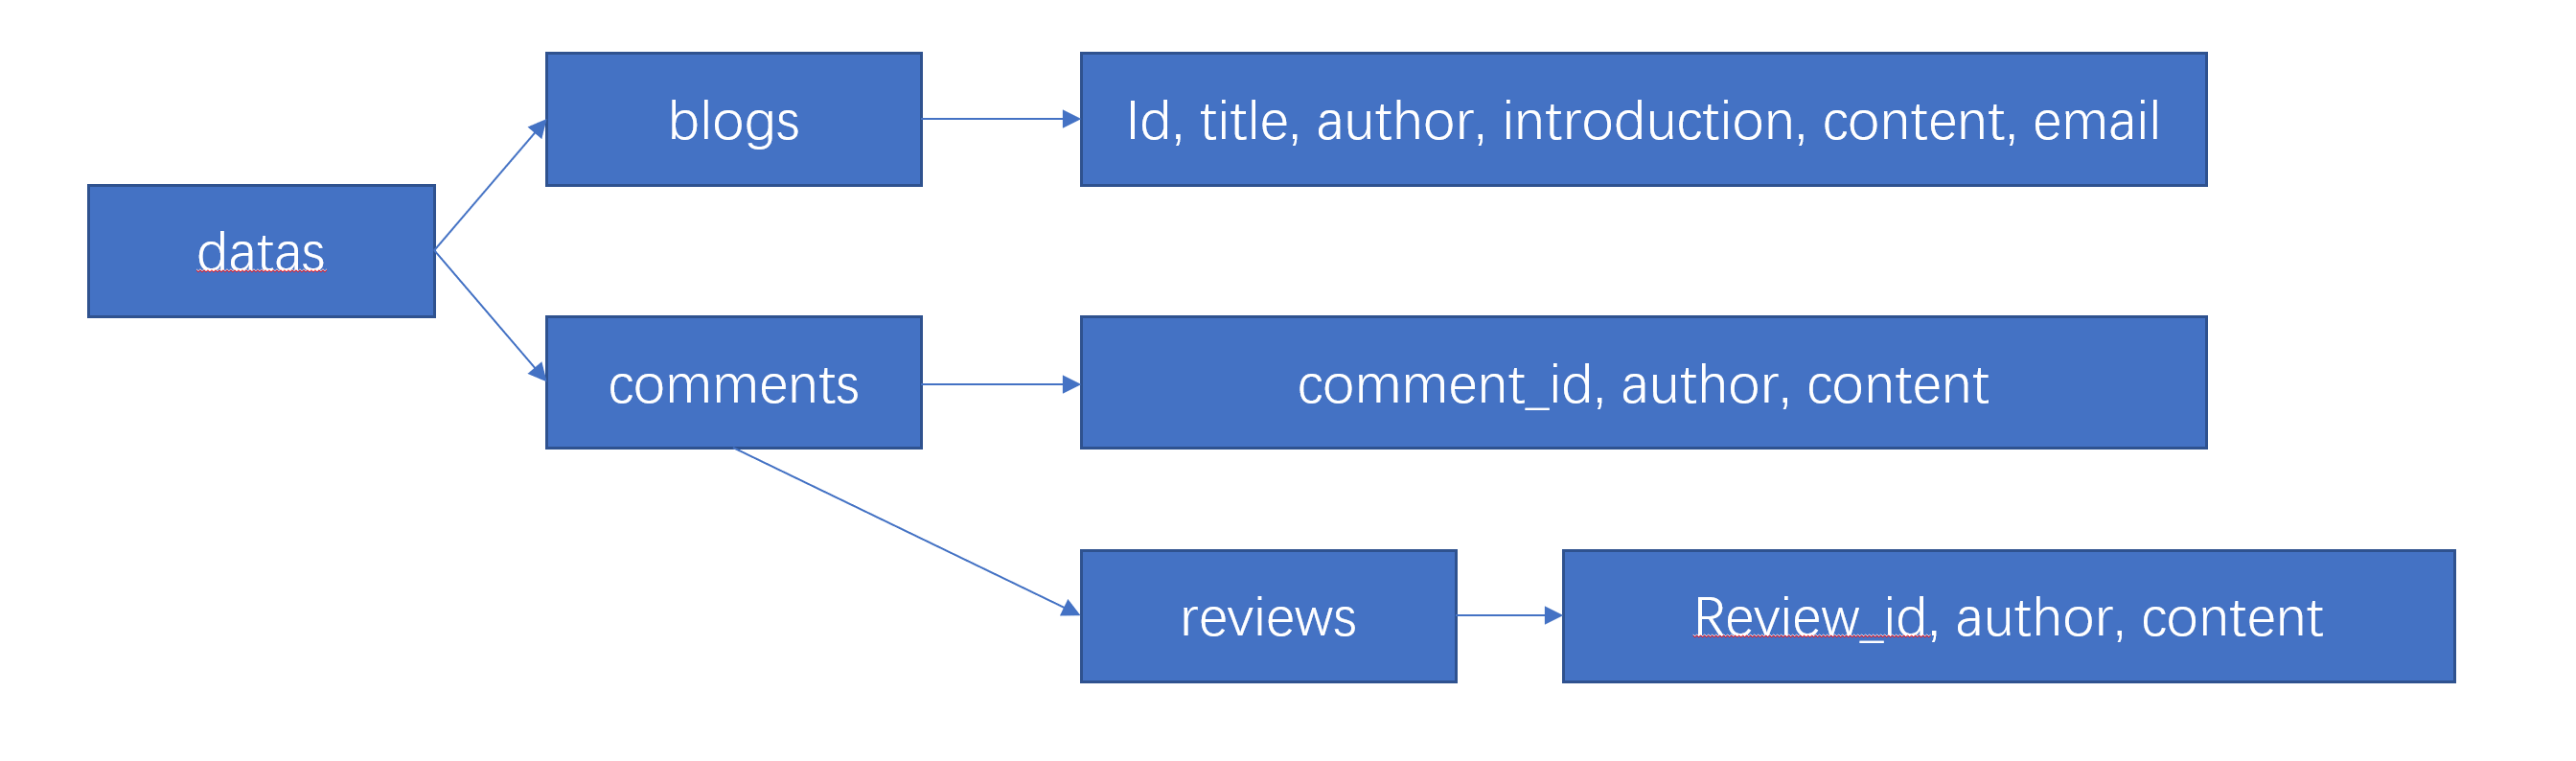 blogs
Id, title, author, introduction, content, email
datas
comments
comment_id, author, content
reviews
Review_id, author, content